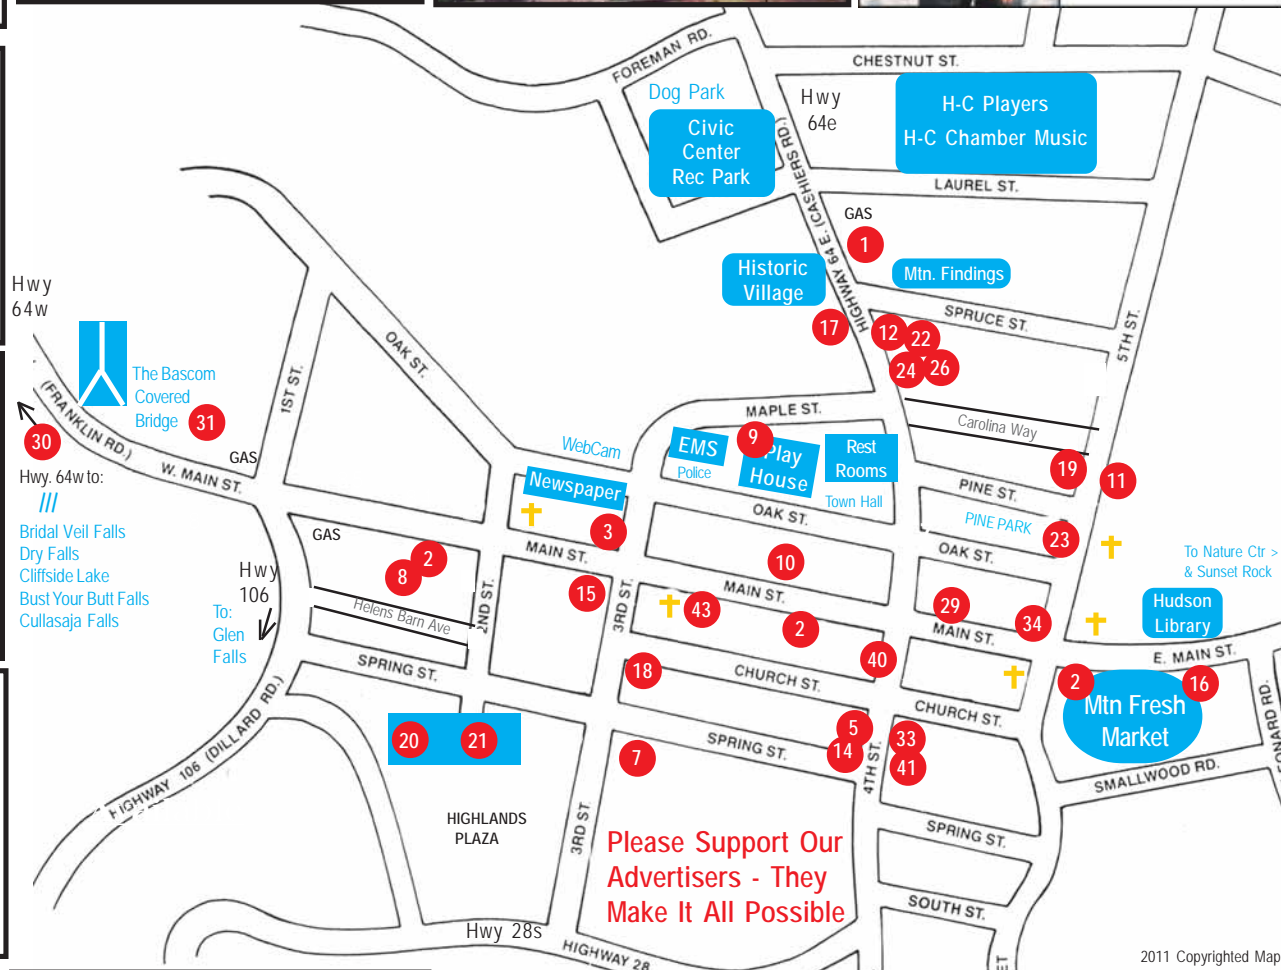 FOREMAN RD.
CHESTNUT ST.
Dog Park
Hwy
64e
Civic
Center
Rec Park
H-C Players
H-C Chamber Music
HIGHWAY 64 E. (CASHIERS RD.)
LAUREL ST.
GAS
1
Historic
Village
Mtn. Findings
SPRUCE ST.
5TH ST.
17
12
22
24
26
Hwy
64w
OAK ST.
1ST ST.
The Bascom
Covered
Bridge
31
(FRANKLIN RD.)
30
GAS
W. MAIN ST.
Hwy. 64w to:
///
Bridal Veil Falls
Dry Falls
Cliffside Lake
Bust Your Butt Falls
Cullasaja Falls
MAPLE ST.
Carolina Way
WebCam
EMS
Police
9
Play
House
Rest
Rooms
Town Hall
19
11
Newspaper
PINE ST.
OAK ST.
PINE PARK
23
3
GAS
MAIN ST.
OAK ST.
To Nature Ctr >
& Sunset Rock
2
8
10
Hwy
106
To:
Glen
Falls
Helens Barn Ave
2ND ST.
15
3RD ST.
MAIN ST.
43
2
29
MAIN ST.
34
Hudson
Library
E. MAIN ST.
SPRING ST.
18
CHURCH ST.
40
2
16
Mtn Fresh
Market
CHURCH ST.
20
21
7
SPRING ST.
5
14
4TH ST.
33
41
SMALLWOOD RD.
HIGHWAY 106 (DILLARD RD.)
HIGHLANDS
PLAZA
3RD ST.
SPRING ST.
Please Support Our
Advertisers - They
Make It All Possible
SOUTH ST.
Hwy 28s
HIGHWAY 28
2011 Copyrighted Map